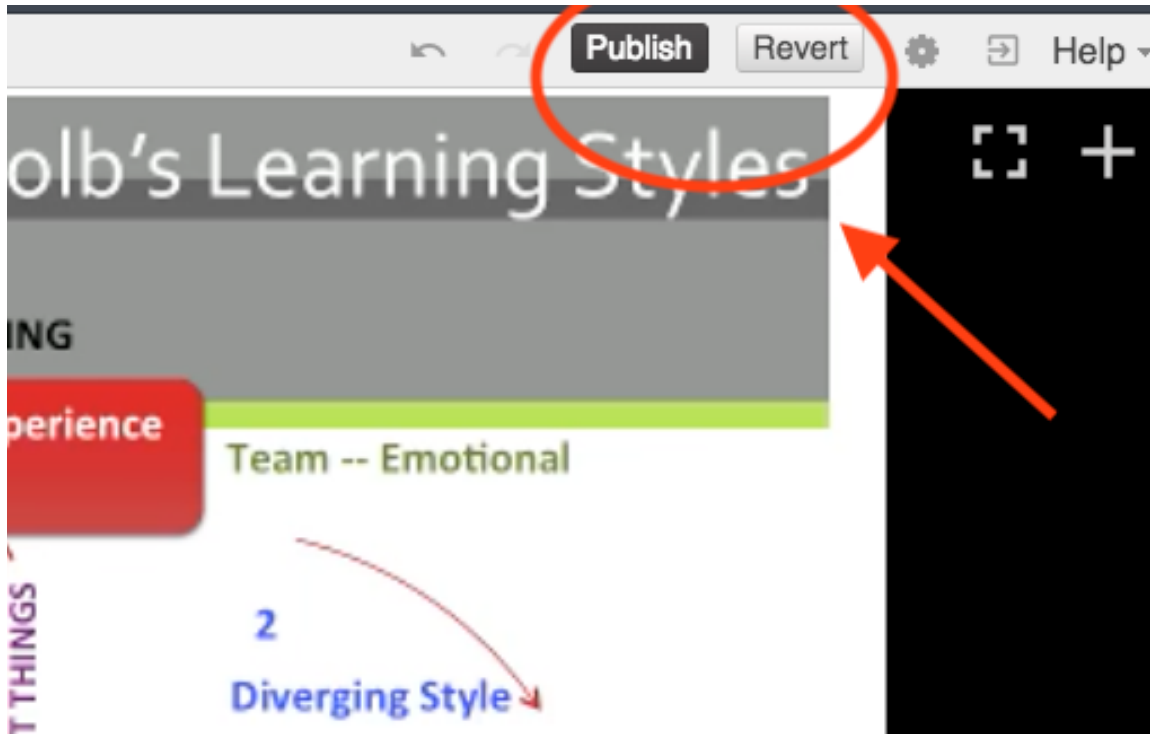 Publish Revert Help
olb's Learning Styles
ING
perience
Team -- Emotional
2
Diverging Style
T THINGS